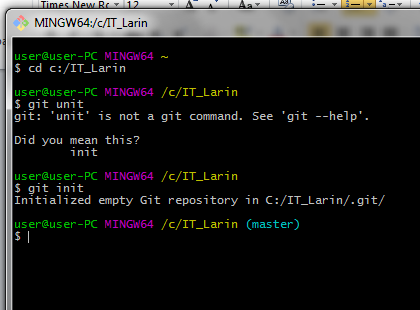 Times New Ro
12
MINGW64:/c/IT_Larin
user@user-PC MINGW64 ~
$ cd c:/IT_Larin
user@user-PC MINGW64 /c/IT_Larin
$ git unit
git: 'unit' is not a git command. See 'git --help'.
Did you mean this?
init
user@user-PC MINGW64 /c/IT_Larin
$ git init
Initialized empty Git repository in C:/IT_Larin/.git/
user@user-PC MINGW64 /c/IT_Larin (master)
$